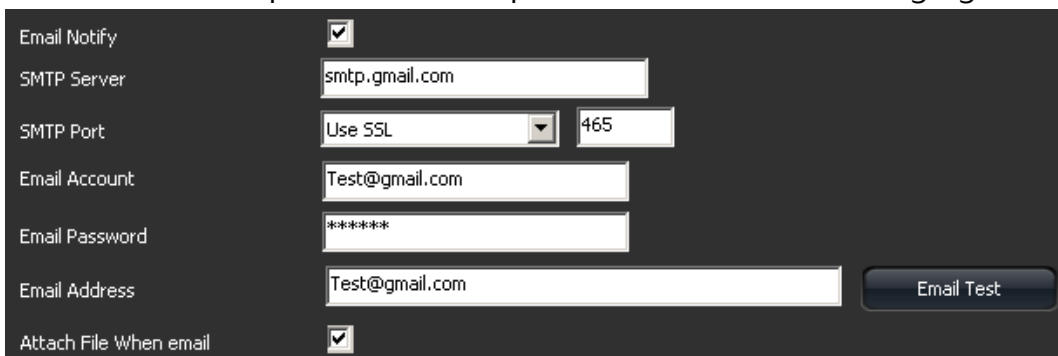 Email Notify
SMTP Server smtp.gmail.com
SMTP Port Use SSL 465
Email Account Test@gmail.com
Email Password ******
Email Address Test@gmail.com Email Test
Attach File When email